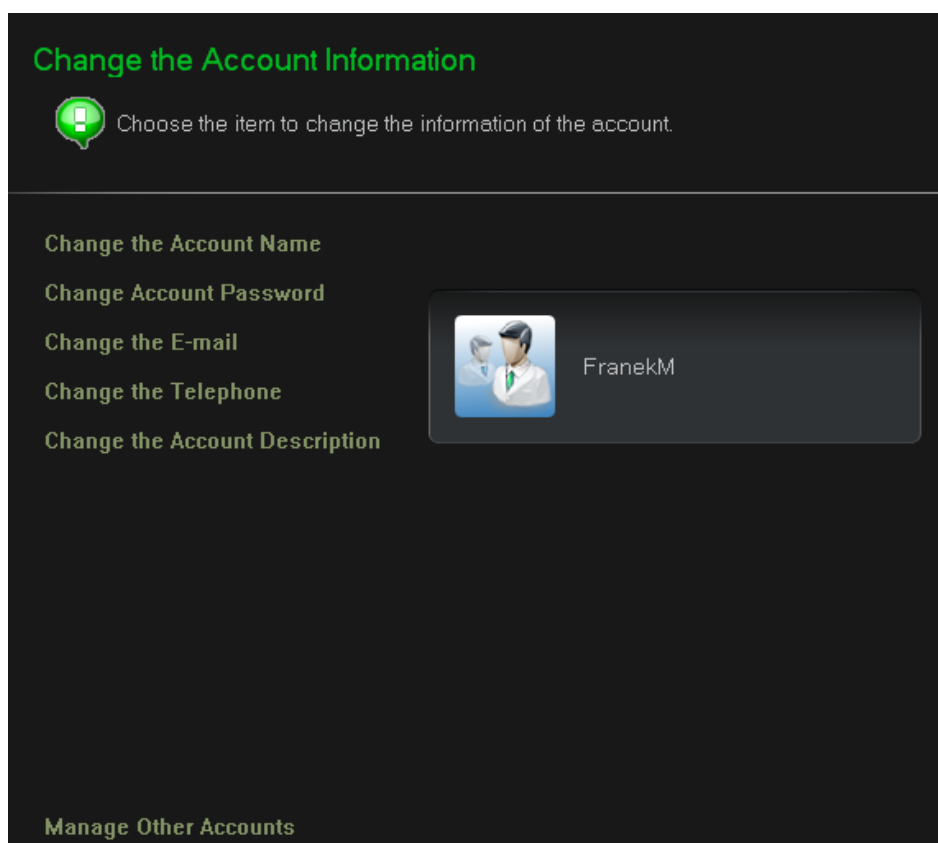 Change the Account Information
Choose the item to change the information of the account.
Change the Account Name
Change Account Password
Change the E-mail
Change the Telephone
Change the Account Description
FranekM
Manage Other Accounts